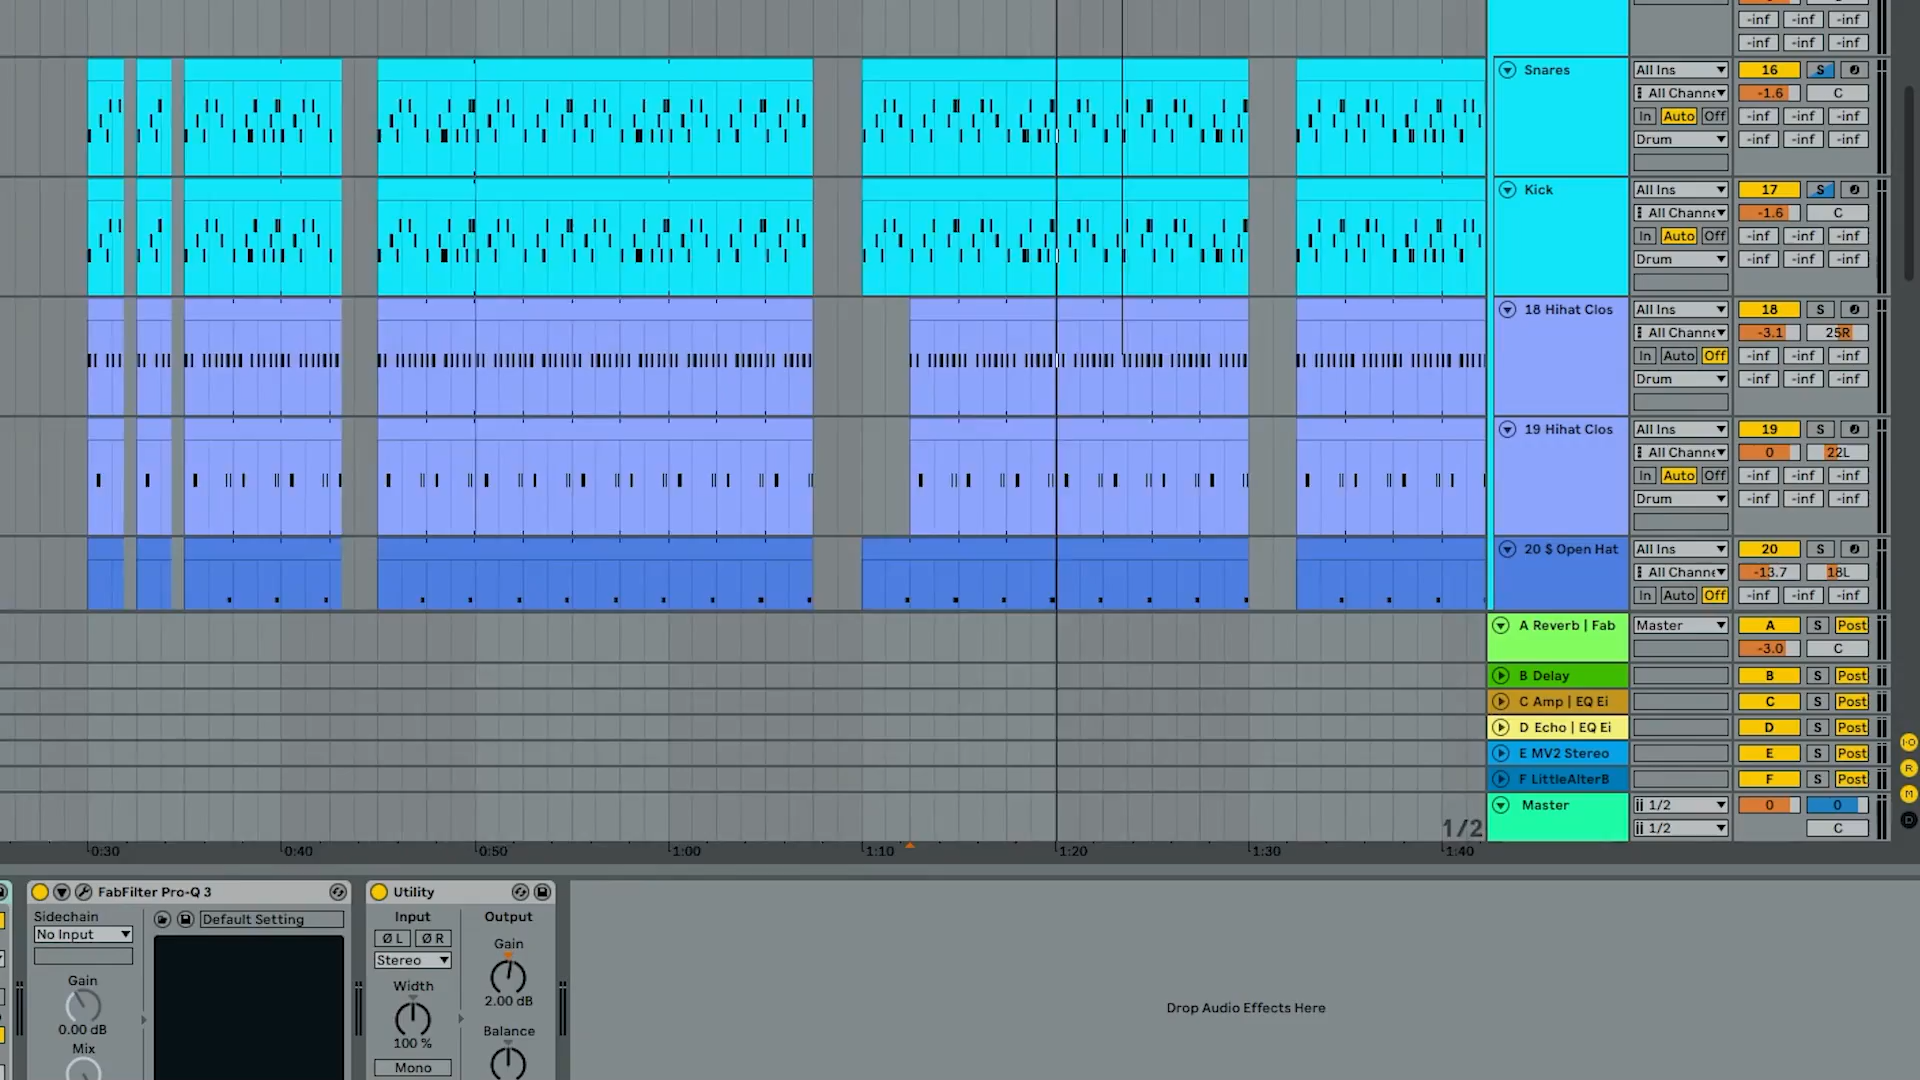 -inf -inf -inf
-inf -inf -inf
Snares All Ins 16 S
All Channe -1.6 C
In Auto Off -inf -inf -inf
Drum -inf -inf -inf
Kick All Ins 17 S
All Channe -1.6 C
In Auto Off -inf -inf -inf
Drum -inf -inf -inf
18 Hihat Clos All Ins 18 S
All Channe -3.1 25R
In Auto Off -inf -inf -inf
Drum -inf -inf -inf
19 Hihat Clos All Ins 19 S
All Channe 0 22L
In Auto Off -inf -inf -inf
Drum -inf -inf -inf
20 $ Open Hat All Ins 20 S
All Channe -13.7 18L
In Auto Off -inf -inf -inf
A Reverb | Fab Master A S Post
-3.0 C
B Delay B S Post
C Amp | EQ Ei C S Post
D Echo | EQ Ei D S Post
E MV2 Stereo E S Post
F LittleAlterB F S Post
Master 1/2 0 0
1/2 1/2 C
I·O
R
M
D
0:30 0:40 0:50 1:00 1:10 1:20 1:30 1:40
FabFilter Pro-Q 3
Sidechain
No Input
Default Setting
Gain
0.00 dB
Mix
Utility
Input Output
Ø L Ø R
Stereo
Gain
2.00 dB
Width
100 %
Balance
Mono
Drop Audio Effects Here